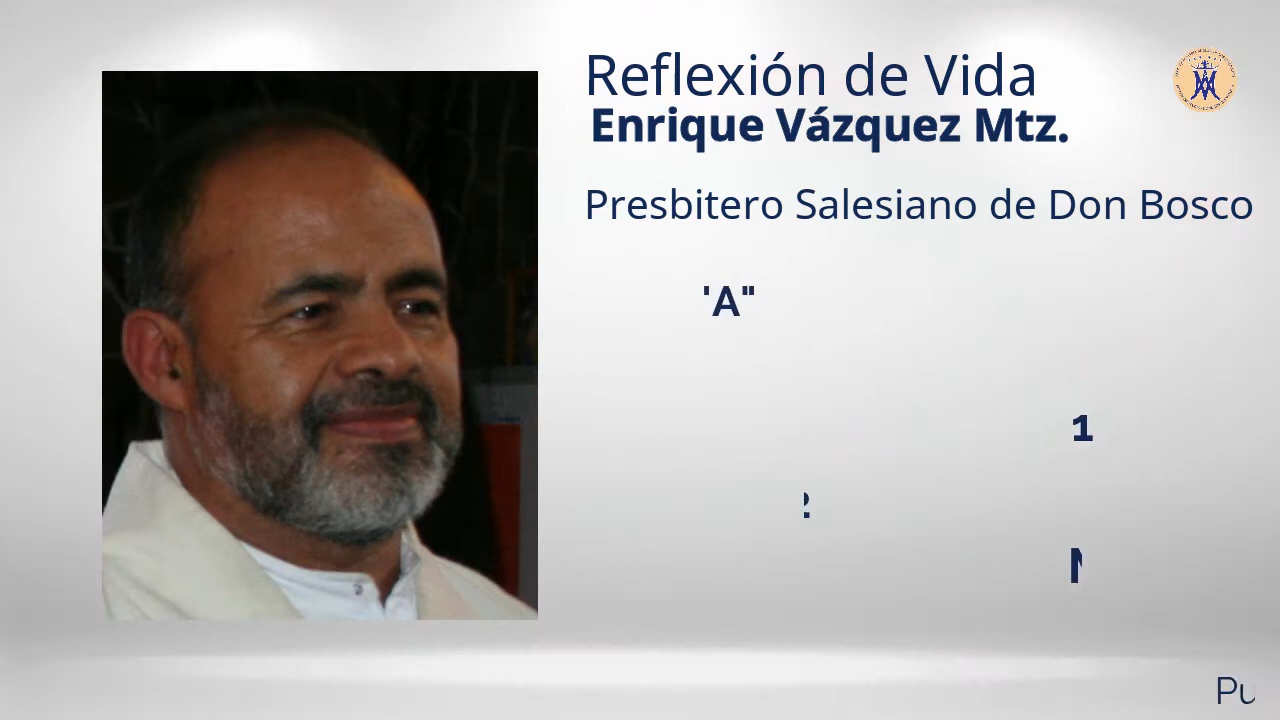 Reflexión de Vida
Enrique Vázquez Mtz.
Presbitero Salesiano de Don Bosco
'A"
1